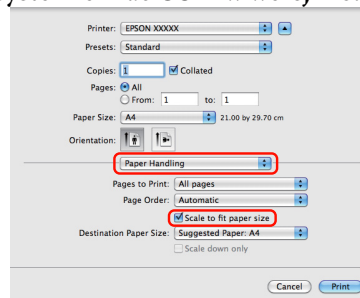 Printer: EPSON XXXXX
Presets: Standard
Copies: 1 Collated
Pages: All
From: 1 to: 1
Paper Size: A4 21.00 by 29.70 cm
Orientation:
Paper Handling
Pages to Print: All pages
Page Order: Automatic
Scale to fit paper size
Destination Paper Size: Suggested Paper: A4
Scale down only
Cancel Print